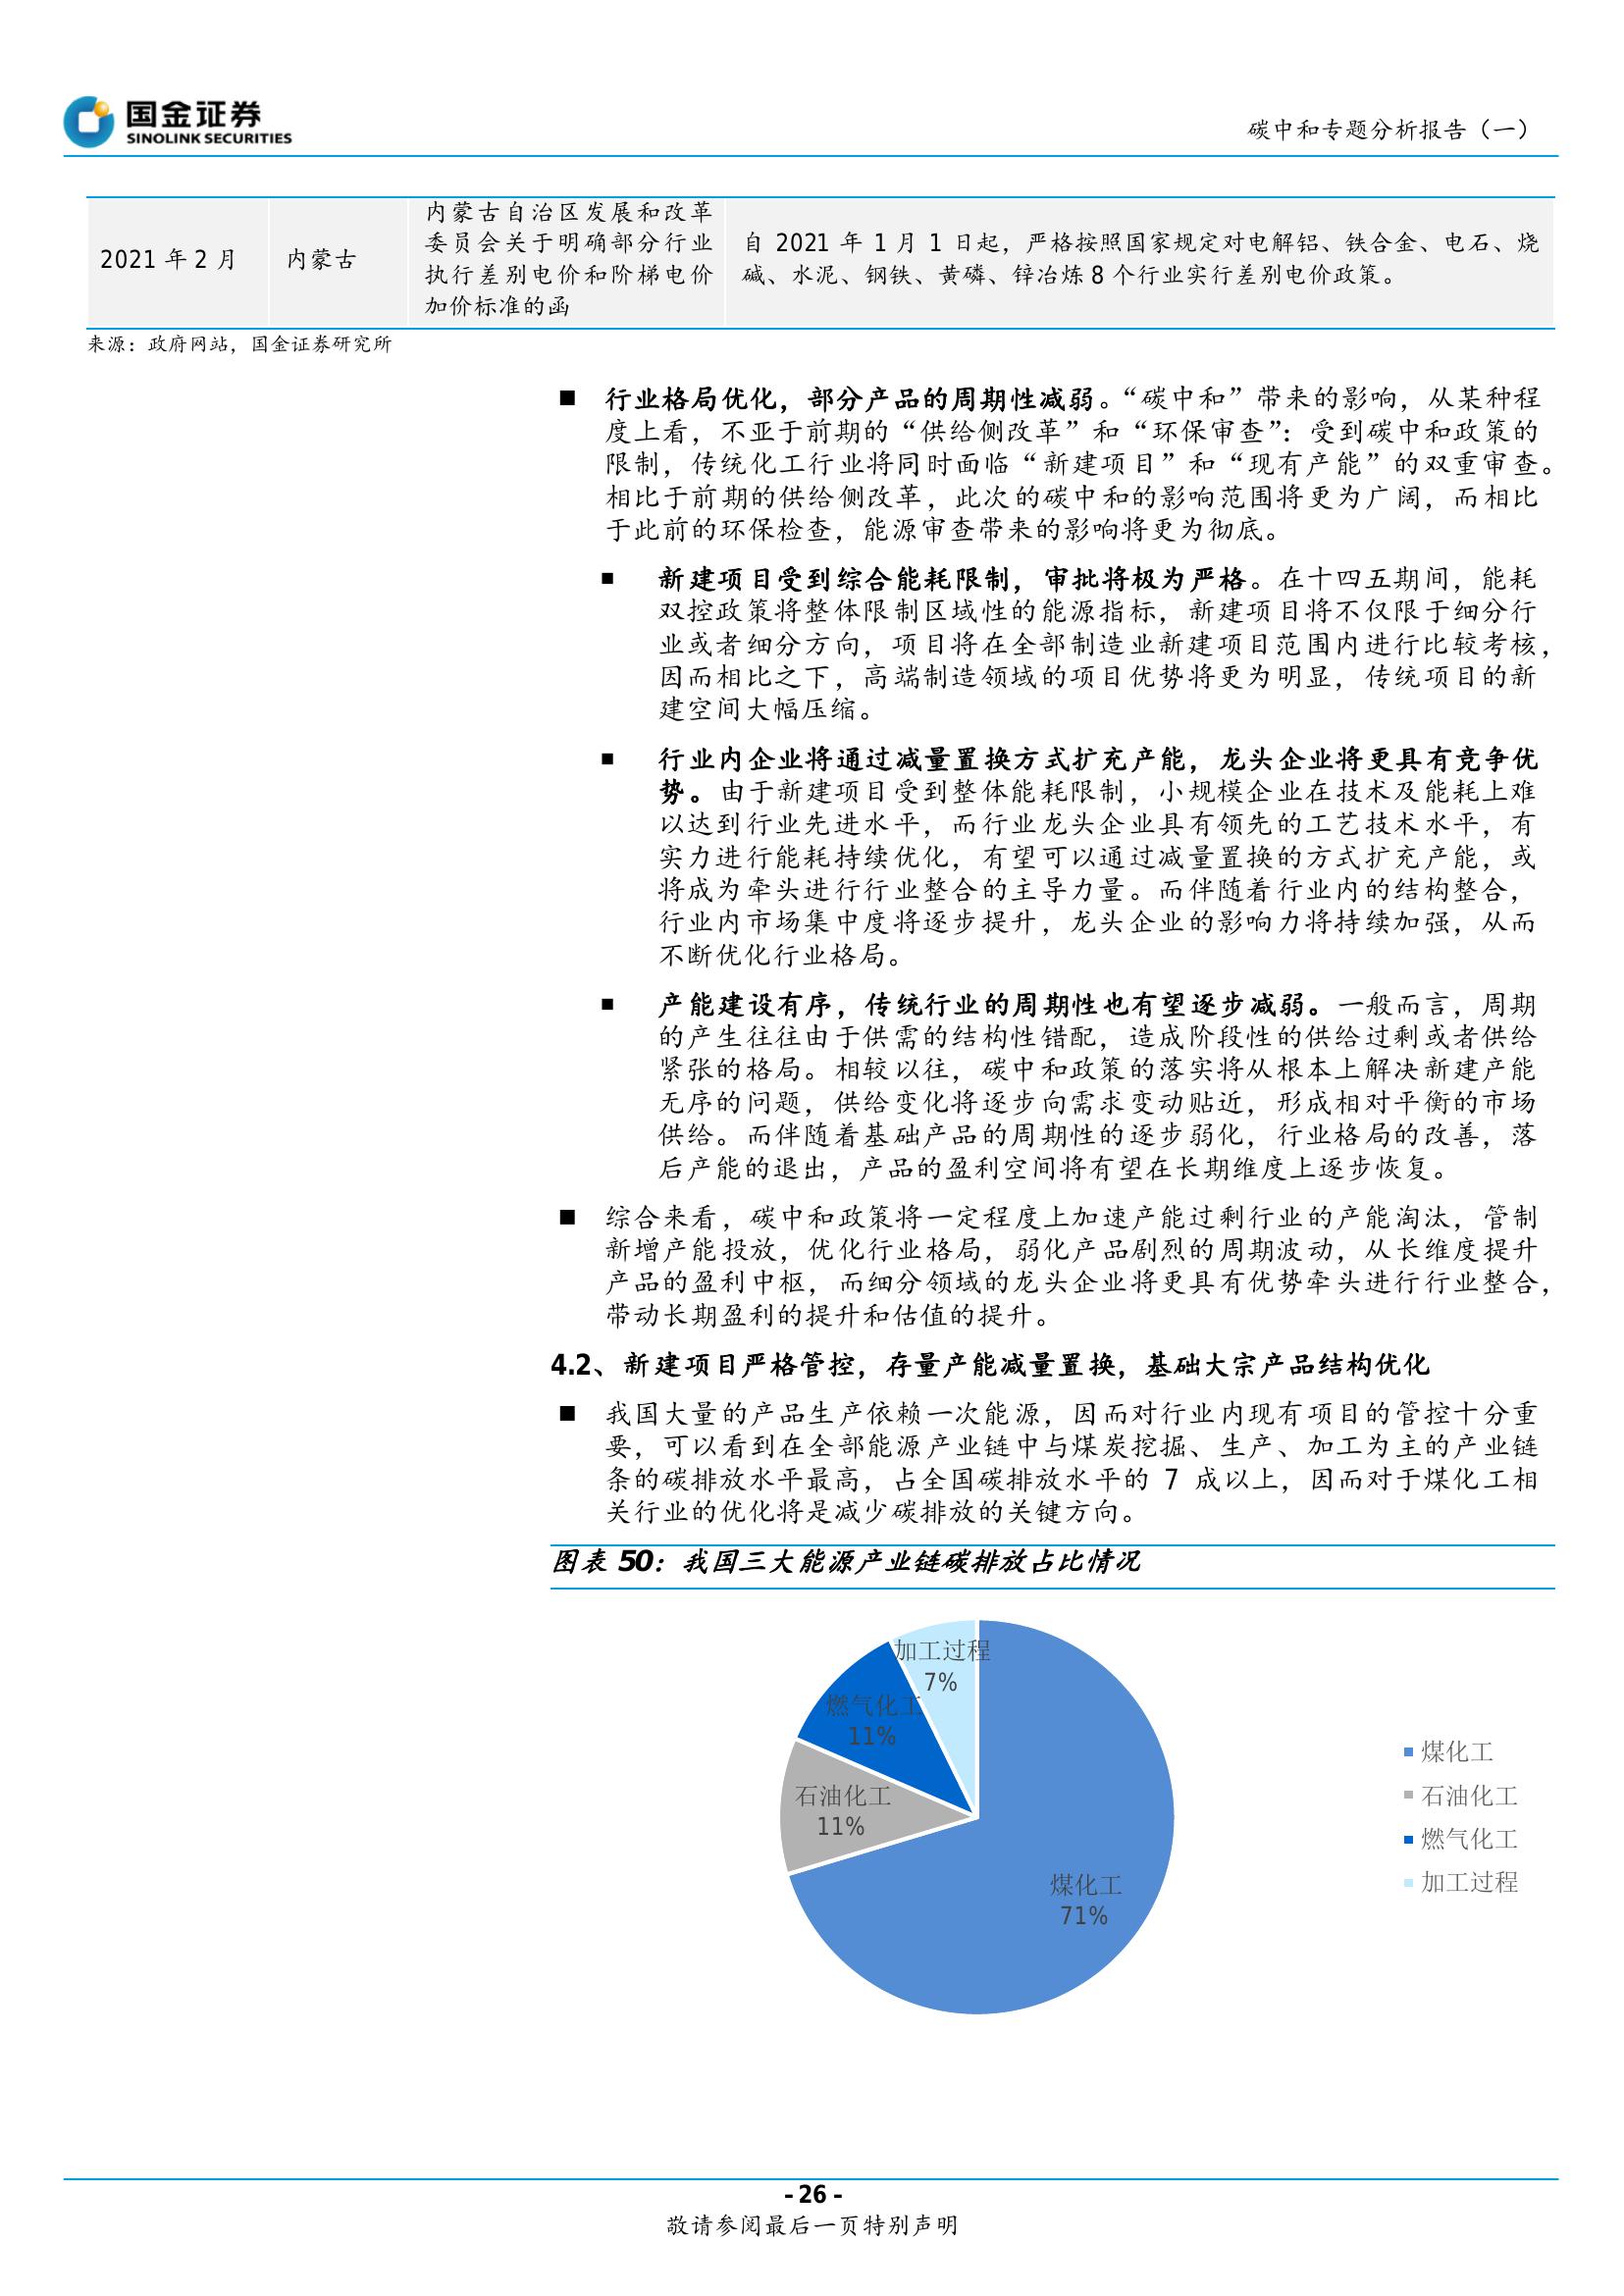 国金证券
SINOLINK SECURITIES
碳中和专题分析报告（一）
2021 年 2 月
内蒙古
内蒙古自治区发展和改革
委员会关于明确部分行业
执行差别电价和阶梯电价
加价标准的函
自 2021 年 1 月 1 日起，严格按照国家规定对电解铝、铁合金、电石、烧
碱、水泥、钢铁、黄磷、锌冶炼 8 个行业实行差别电价政策。
来源：政府网站，国金证券研究所
■ 行业格局优化，部分产品的周期性减弱。“碳中和”带来的影响，从某种程
度上看，不亚于前期的“供给侧改革”和“环保审查”：受到碳中和政策的
限制，传统化工行业将同时面临“新建项目”和“现有产能”的双重审查。
相比于前期的供给侧改革，此次的碳中和的影响范围将更为广阔，而相比
于此前的环保检查，能源审查带来的影响将更为彻底。
■ 新建项目受到综合能耗限制，审批将极为严格。在十四五期间，能耗
双控政策将整体限制区域性的能源指标，新建项目将不仅限于细分行
业或者细分方向，项目将在全部制造业新建项目范围内进行比较考核，
因而相比之下，高端制造领域的项目优势将更为明显，传统项目的新
建空间大幅压缩。
■ 行业内企业将通过减量置换方式扩充产能，龙头企业将更具有竞争优
势。由于新建项目受到整体能耗限制，小规模企业在技术及能耗上难
以达到行业先进水平，而行业龙头企业具有领先的工艺技术水平，有
实力进行能耗持续优化，有望可以通过减量置换的方式扩充产能，或
将成为牵头进行行业整合的主导力量。而伴随着行业内的结构整合，
行业内市场集中度将逐步提升，龙头企业的影响力将持续加强，从而
不断优化行业格局。
■ 产能建设有序，传统行业的周期性也有望逐步减弱。一般而言，周期
的产生往往由于供需的结构性错配，造成阶段性的供给过剩或者供给
紧张的格局。相较以往，碳中和政策的落实将从根本上解决新建产能
无序的问题，供给变化将逐步向需求变动贴近，形成相对平衡的市场
供给。而伴随着基础产品的周期性的逐步弱化，行业格局的改善，落
后产能的退出，产品的盈利空间将有望在长期维度上逐步恢复。
■ 综合来看，碳中和政策将一定程度上加速产能过剩行业的产能淘汰，管制
新增产能投放，优化行业格局，弱化产品剧烈的周期波动，从长维度提升
产品的盈利中枢，而细分领域的龙头企业将更具有优势牵头进行行业整合，
带动长期盈利的提升和估值的提升。
4.2、新建项目严格管控，存量产能减量置换，基础大宗产品结构优化
■ 我国大量的产品生产依赖一次能源，因而对行业内现有项目的管控十分重
要，可以看到在全部能源产业链中与煤炭挖掘、生产、加工为主的产业链
条的碳排放水平最高，占全国碳排放水平的 7 成以上，因而对于煤化工相
关行业的优化将是减少碳排放的关键方向。
图表 50：我国三大能源产业链碳排放占比情况
加工过程
7%
燃气化工
11%
石油化工
11%
煤化工
71%
煤化工
石油化工
燃气化工
加工过程
- 26 -
敬请参阅最后一页特别声明